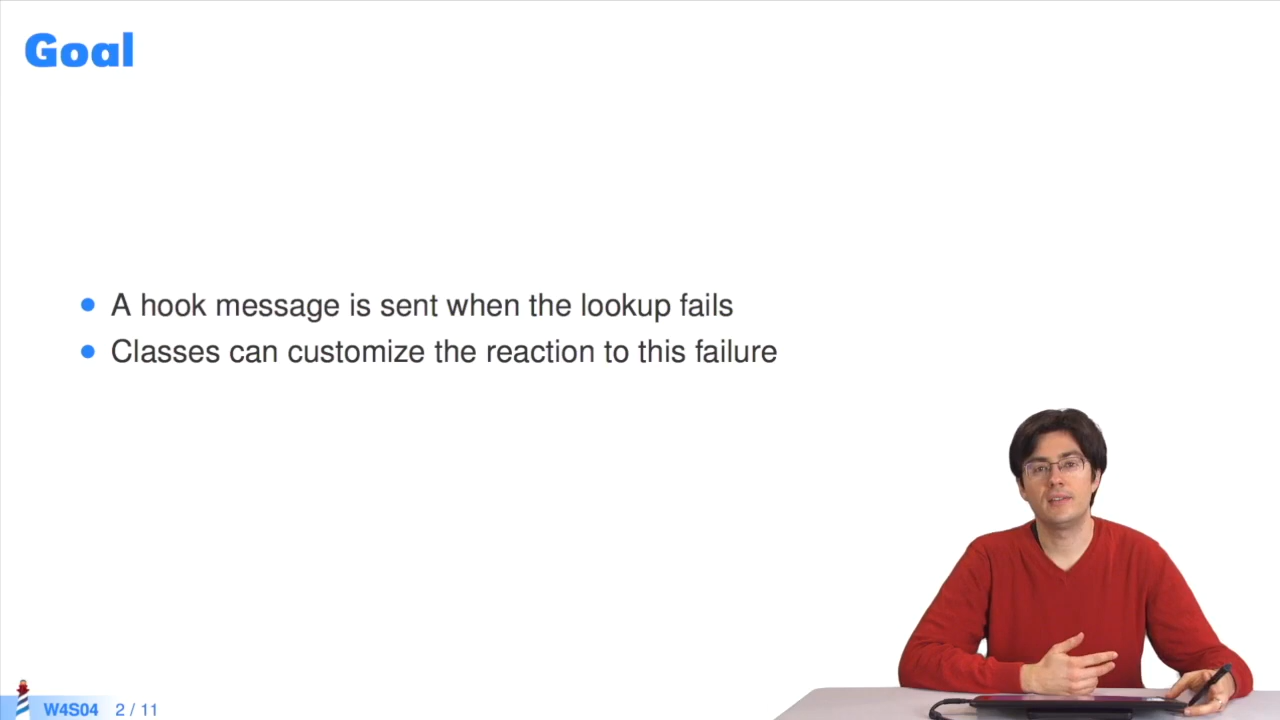 Goal
A hook message is sent when the lookup fails
Classes can customize the reaction to this failure
W4S04 2 / 11